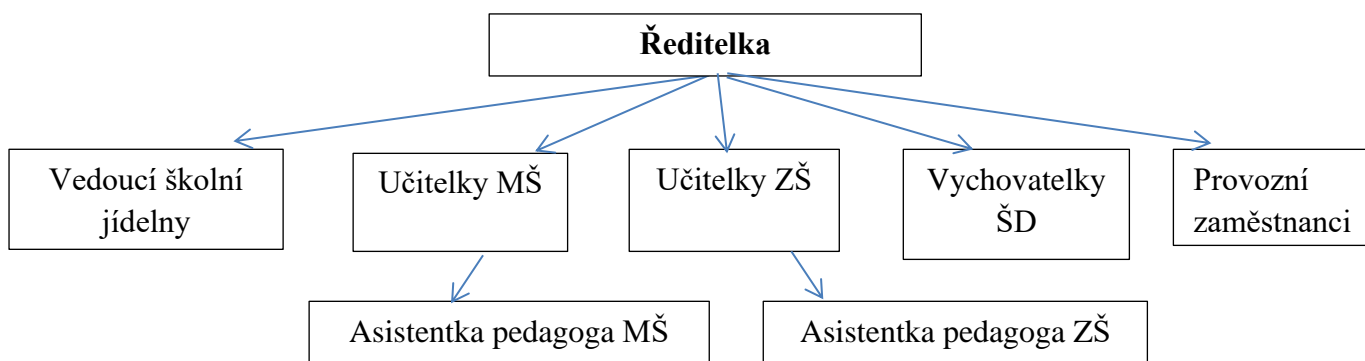 Ředitelka
Vedoucí školní
jídelny
Učitelky MŠ
Učitelky ZŠ
Vychovatelky
ŠD
Provozní
zaměstnanci
Asistentka pedagoga MŠ
Asistentka pedagoga ZŠ